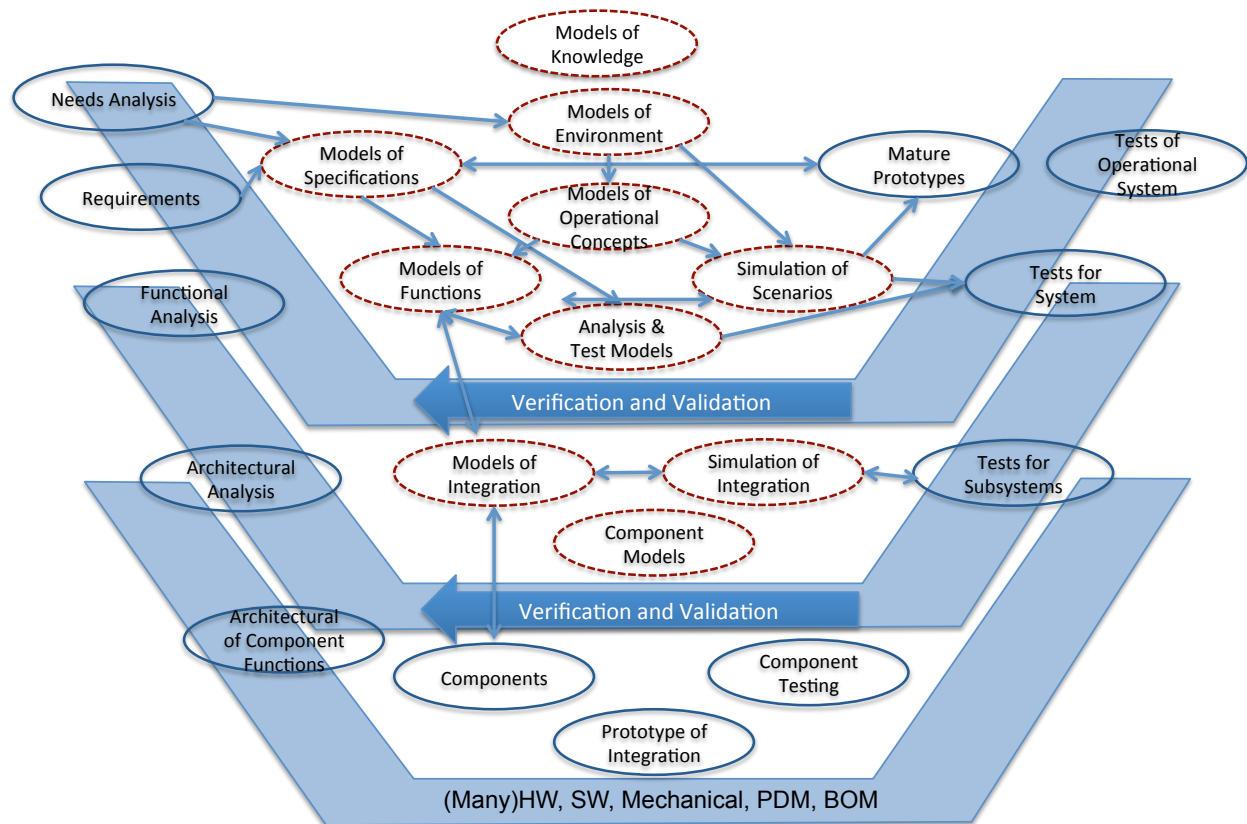 Models of
Knowledge
Needs Analysis
Models of
Environment
Models of
Specifications
Mature
Prototypes
Tests of
Operational
System
Requirements
Models of
Operational
Concepts
Models of
Functions
Simulation of
Scenarios
Tests for
System
Functional
Analysis
Analysis &
Test Models
Verification and Validation
Architectural
Analysis
Models of
Integration
Simulation of
Integration
Tests for
Subsystems
Component
Models
Verification and Validation
Architectural
of Component
Functions
Components
Component
Testing
Prototype of
Integration
(Many)HW, SW, Mechanical, PDM, BOM